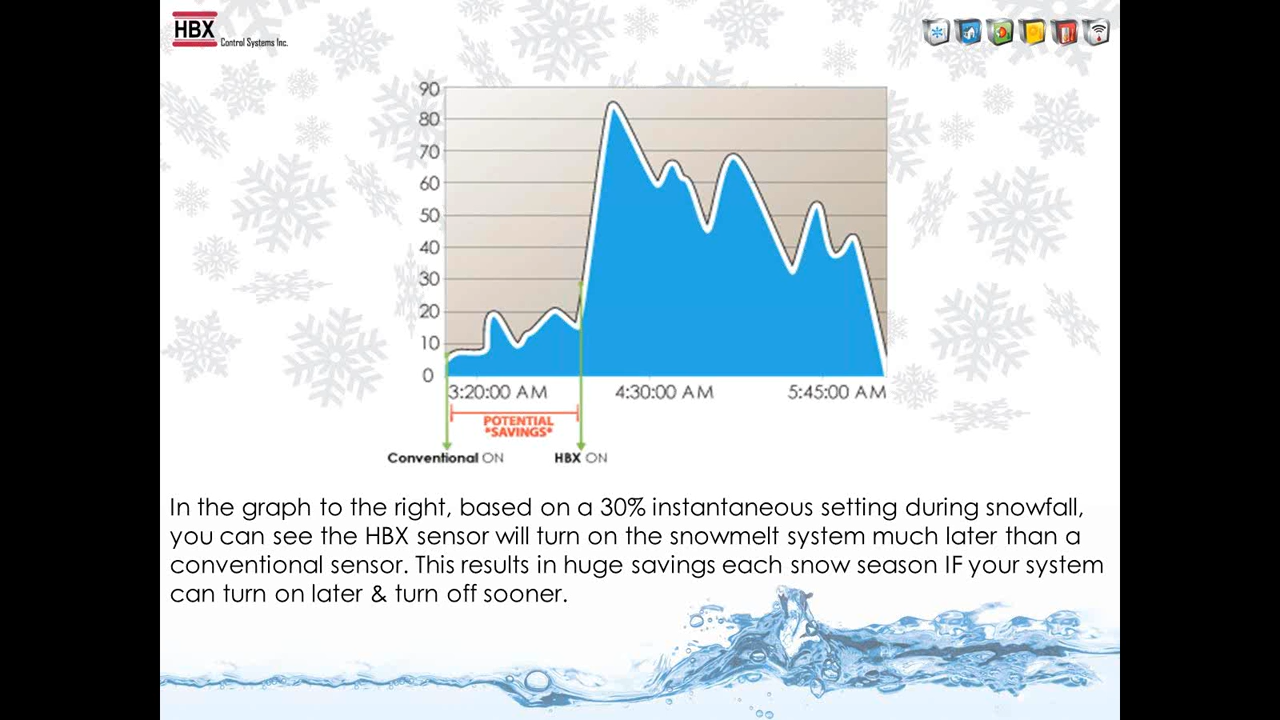 HBX
Control Systems Inc.
90
80
70
60
50
40
30
20
10
0
3:20:00 AM 4:30:00 AM 5:45:00 AM
POTENTIAL
*SAVINGS*
Conventional ON HBX ON
In the graph to the right, based on a 30% instantaneous setting during snowfall,
you can see the HBX sensor will turn on the snowmelt system much later than a
conventional sensor. This results in huge savings each snow season IF your system
can turn on later & turn off sooner.